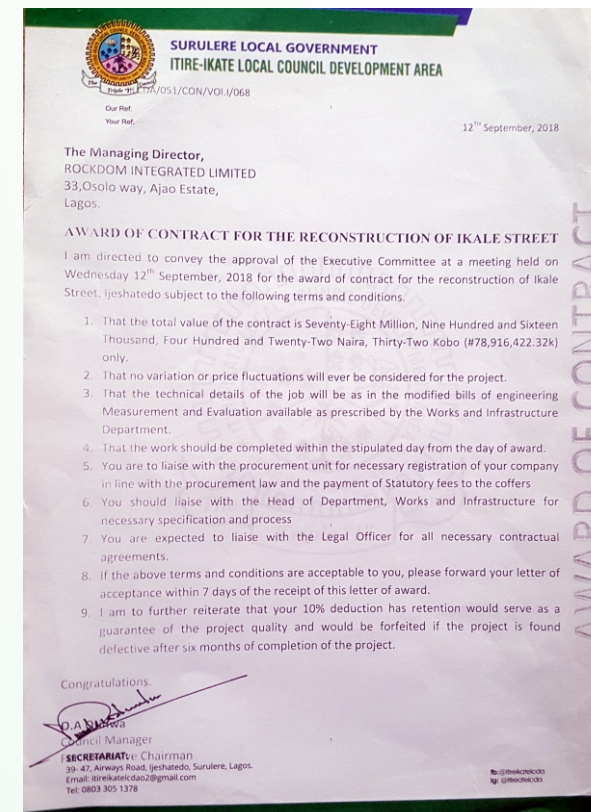 SURULERE LOCAL GOVERNMENT
ITIRE-IKATE LOCAL COUNCIL DEVELOPMENT AREA
DA/051/CON/VOl.I/068
Our Ref.
Your Ref.
12TH September, 2018
The Managing Director,
ROCKDOM INTEGRATED LIMITED
33,Osolo way, Ajao Estate,
Lagos.
AWARD OF CONTRACT FOR THE RECONSTRUCTION OF IKALE STREET
I am directed to convey the approval of the Executive Committee at a meeting held on
Wednesday 12th September, 2018 for the award of contract for the reconstruction of Ikale
Street, Ijeshatedo subject to the following terms and conditions.
1. That the total value of the contract is Seventy-Eight Million, Nine Hundred and Sixteen
Thousand, Four Hundred and Twenty-Two Naira, Thirty-Two Kobo (#78,916,422.32k)
only.
2. That no variation or price fluctuations will ever be considered for the project.
3. That the technical details of the job will be as in the modified bills of engineering
Measurement and Evaluation available as prescribed by the Works and Infrastructure
Department.
4. That the work should be completed within the stipulated day from the day of award.
5. You are to liaise with the procurement unit for necessary registration of your company
in line with the procurement law and the payment of Statutory fees to the coffers
6. You should liaise with the Head of Department, Works and Infrastructure for
necessary specification and process
7. You are expected to liaise with the Legal Officer for all necessary contractual
agreements.
8. If the above terms and conditions are acceptable to you, please forward your letter of
acceptance within 7 days of the receipt of this letter of award.
9. I am to further reiterate that your 10% deduction has retention would serve as a
guarantee of the project quality and would be forfeited if the project is found
defective after six months of completion of the project.
Congratulations.
O.A
Council Manager
SECRETARIAT: Chairman
39- 47, Airways Road, Ijeshatedo, Surulere, Lagos.
Email: itireikatelcdao2@gmail.com
Tel: 0803 305 1378
fb:@itireikatelcda
ig: @itireikatelcda
AWARD OF CONTRACT